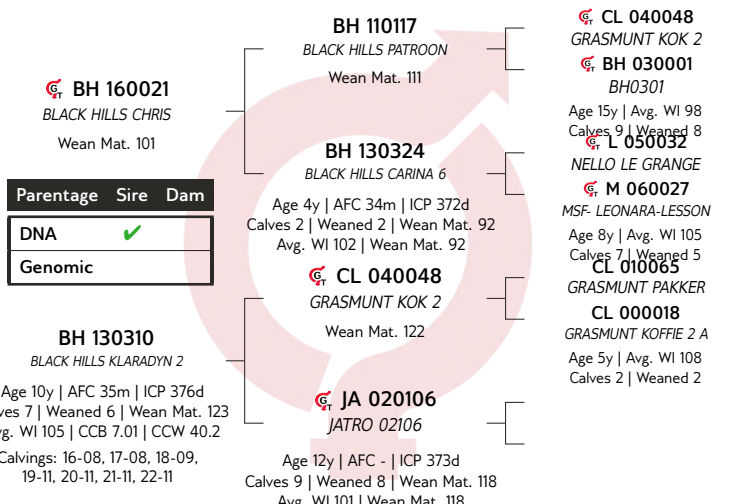 BH 160021
BLACK HILLS CHRIS
Wean Mat. 101
Parentage Sire Dam
DNA ✔
Genomic
BH 130310
BLACK HILLS KLARADYN 2
Age 10y | AFC 35m | ICP 376d
ves 7 | Weaned 6 | Wean Mat. 123
g. WI 105 | CCB 7.01 | CCW 40.2
Calvings: 16-08, 17-08, 18-09,
19-11, 20-11, 21-11, 22-11
BH 110117
BLACK HILLS PATROON
Wean Mat. 111
BH 130324
BLACK HILLS CARINA 6
Age 4y | AFC 34m | ICP 372d
Calves 2 | Weaned 2 | Wean Mat. 92
Avg. WI 102 | Wean Mat. 92
CL 040048
GRASMUNT KOK 2
Wean Mat. 122
JA 020106
JATRO 02106
Age 12y | AFC - | ICP 373d
Calves 9 | Weaned 8 | Wean Mat. 118
Avg. WI 101 | Wean Mat. 118
CL 040048
GRASMUNT KOK 2
BH 030001
BH0301
Age 15y | Avg. WI 98
Calves 9 | Weaned 8
L 050032
NELLO LE GRANGE
M 060027
MSF- LEONARA-LESSON
Age 8y | Avg. WI 105
Calves 7 | Weaned 5
CL 010065
GRASMUNT PAKKER
CL 000018
GRASMUNT KOFFIE 2 A
Age 5y | Avg. WI 108
Calves 2 | Weaned 2